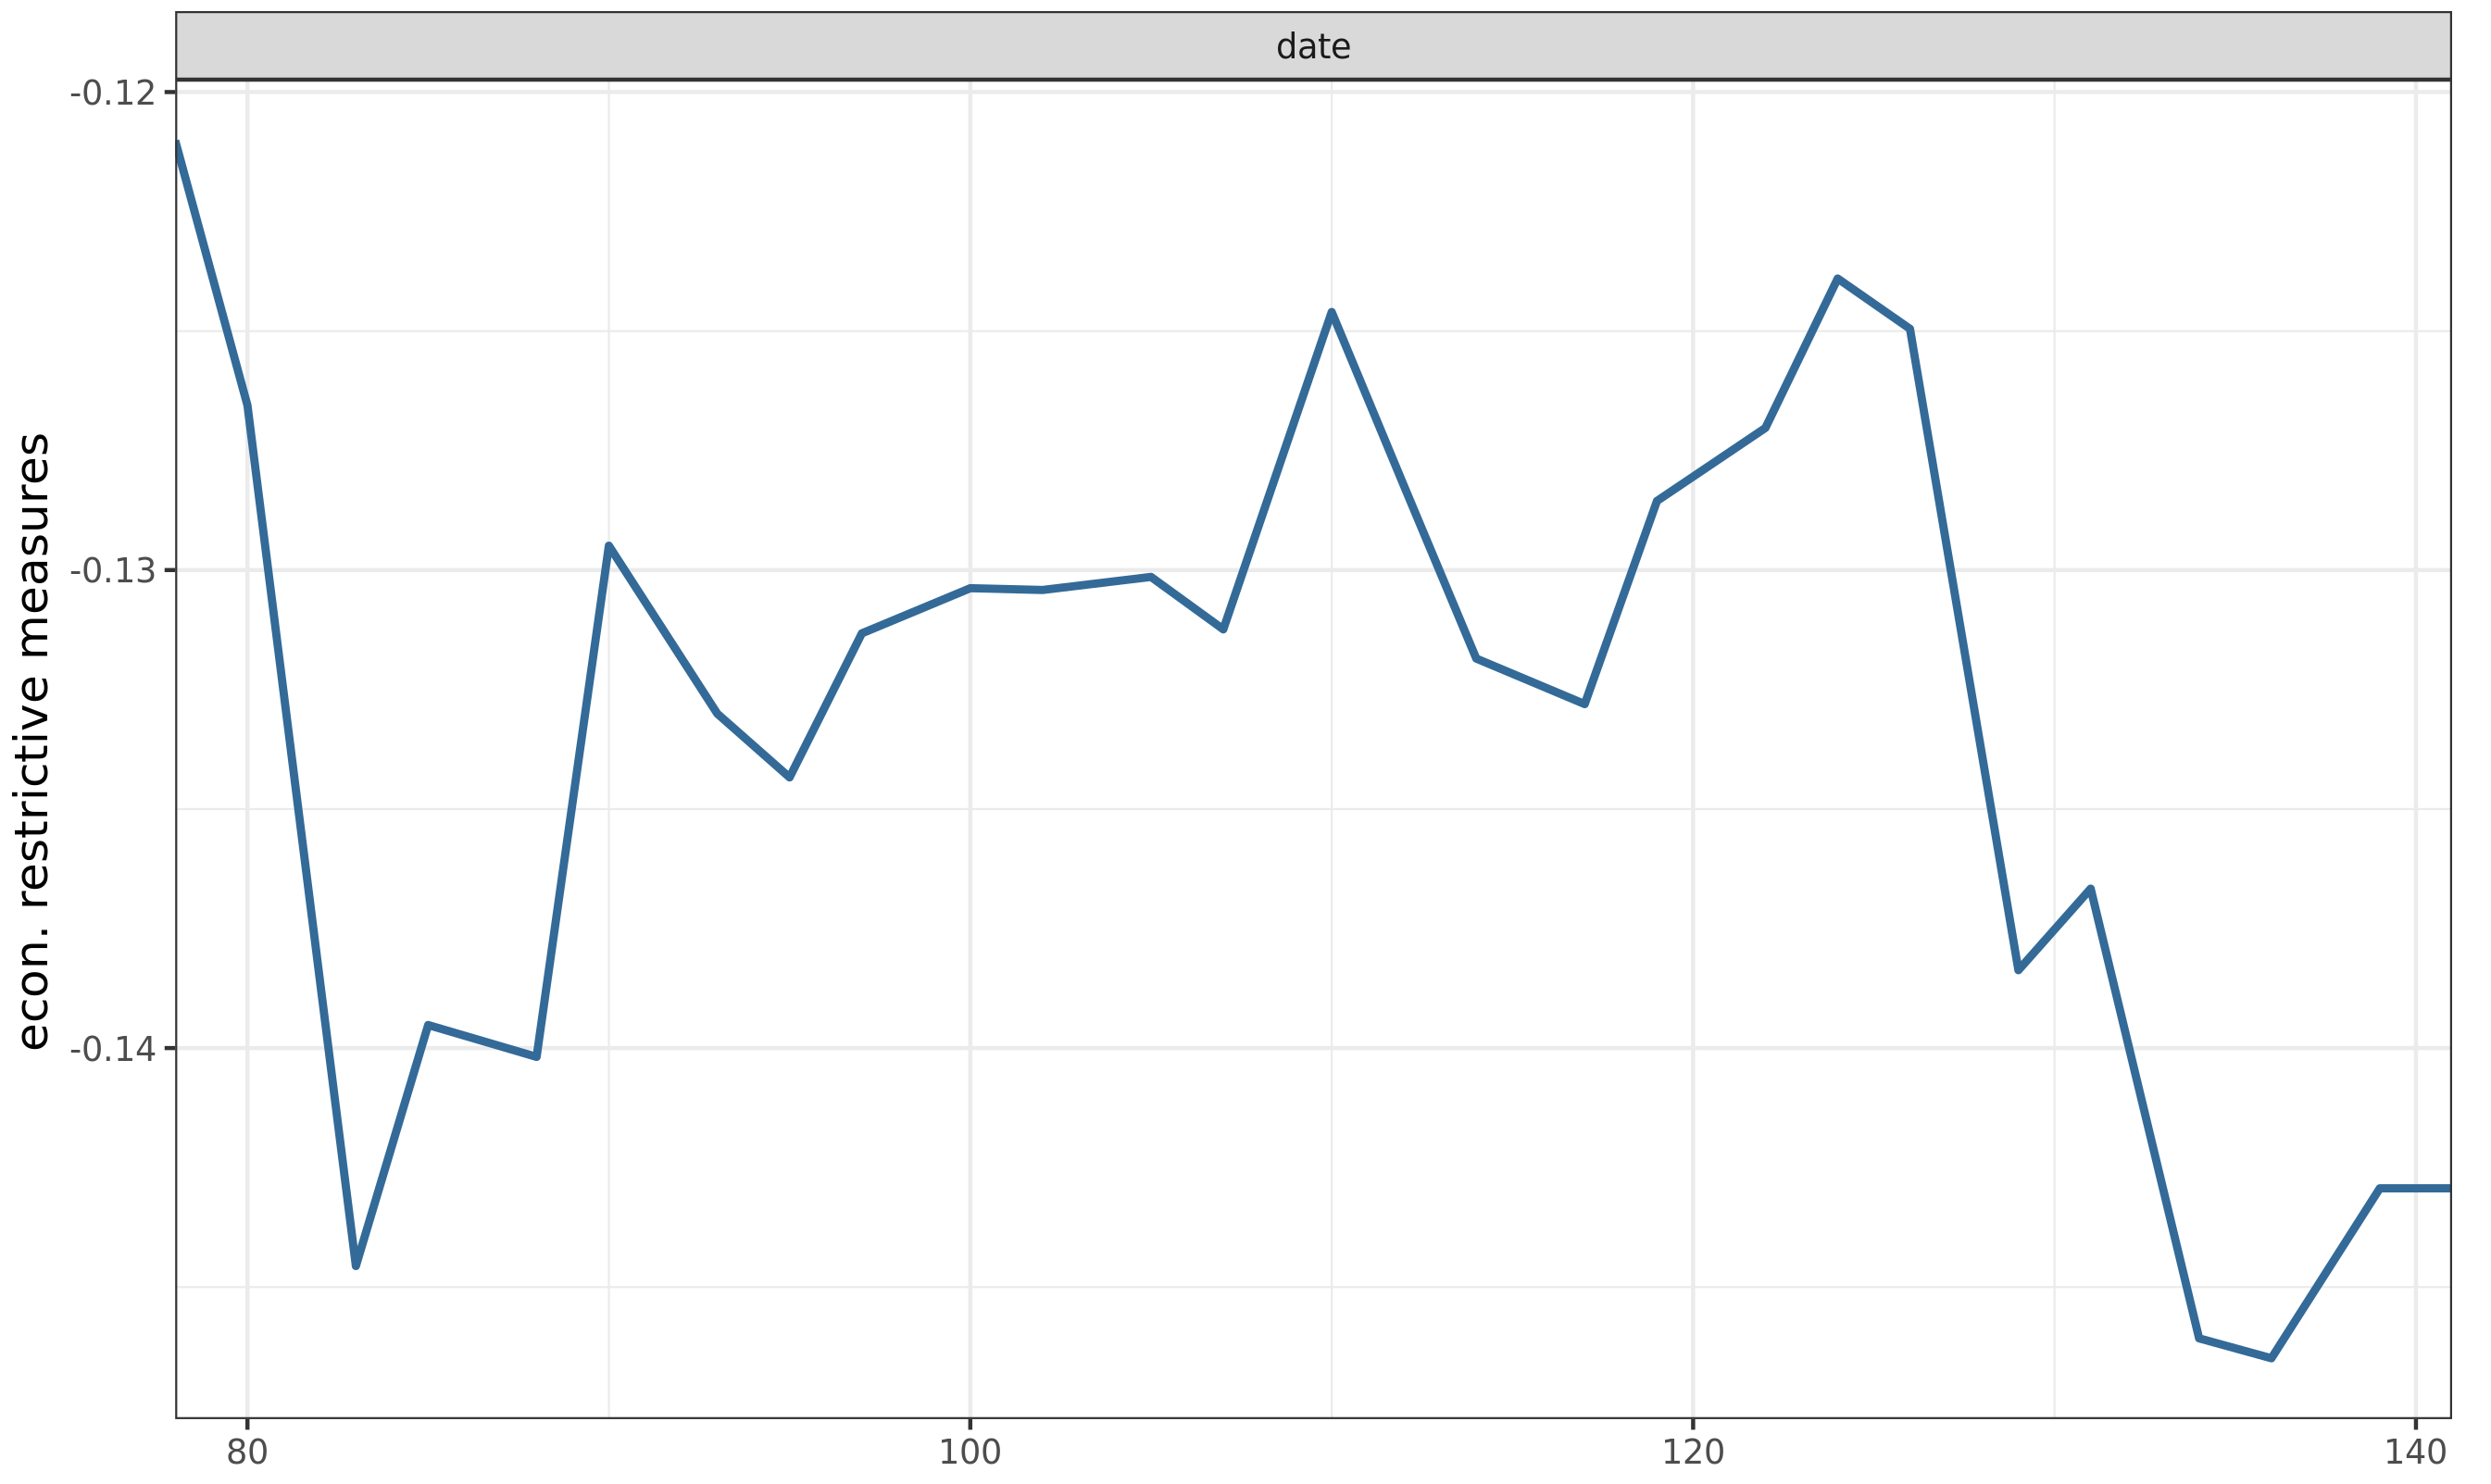 date
econ. restrictive measures
-0.12
-0.13
-0.14
80 100 120 140